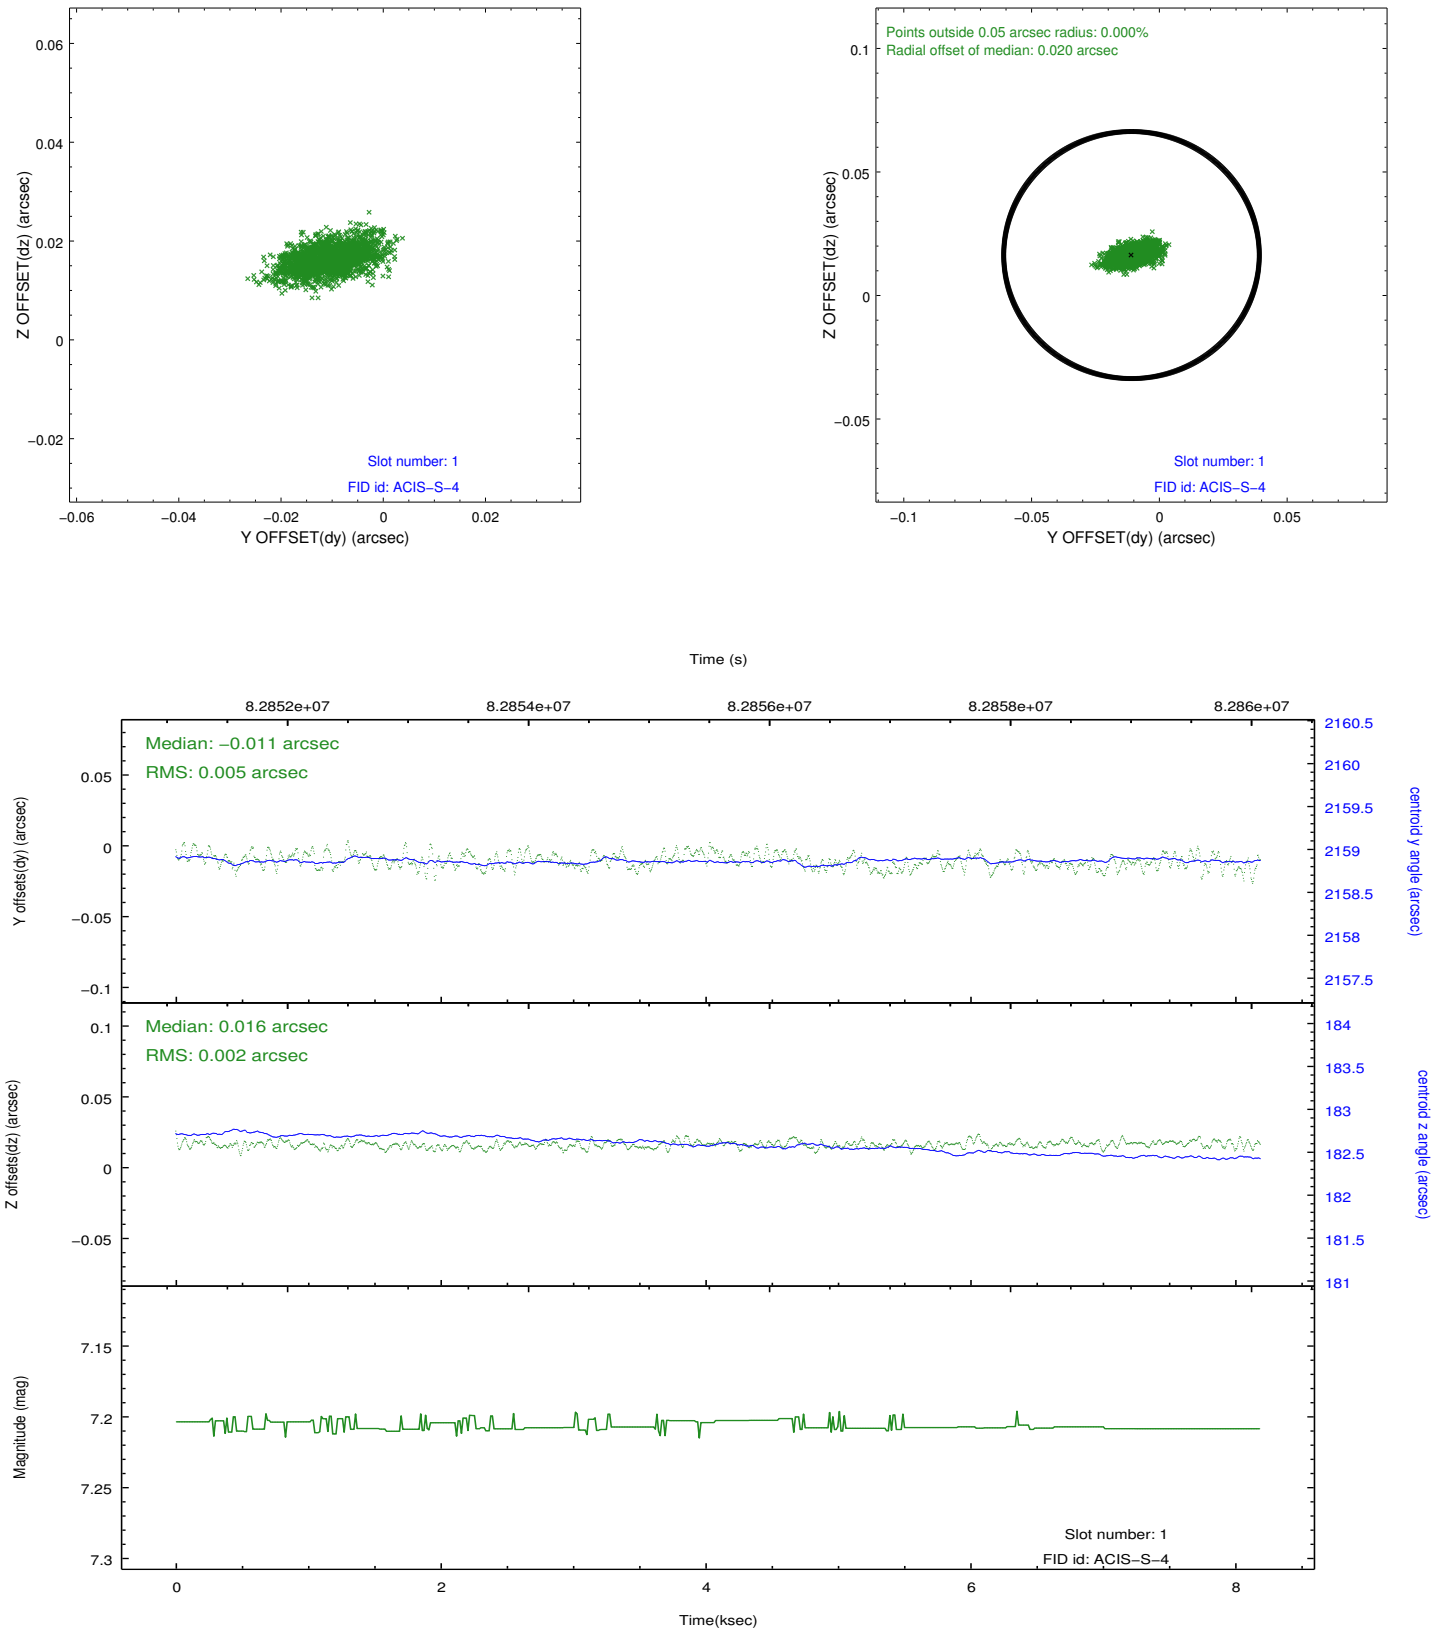 0.06
0.04
0.02
0
−0.02
Z OFFSET(dz) (arcsec)
Slot number: 1
FID id: ACIS−S−4
−0.06
−0.04
−0.02
0
0.02
Y OFFSET(dy) (arcsec)
Points outside 0.05 arcsec radius: 0.000%
Radial offset of median: 0.020 arcsec
0.1
0.05
0
−0.05
Z OFFSET(dz) (arcsec)
Slot number: 1
FID id: ACIS−S−4
−0.1
−0.05
0
0.05
Y OFFSET(dy) (arcsec)
Time (s)
8.2852e+07
8.2854e+07
8.2856e+07
8.2858e+07
8.286e+07
Median: −0.011 arcsec
RMS: 0.005 arcsec
0.05
0
−0.05
−0.1
Y offsets(dy) (arcsec)
2160.5
2160
2159.5
2159
2158.5
2158
2157.5
centroid y angle (arcsec)
Median: 0.016 arcsec
RMS: 0.002 arcsec
0.1
0.05
0
−0.05
Z offsets(dz) (arcsec)
184
183.5
183
182.5
182
181.5
181
centroid z angle (arcsec)
7.15
7.2
7.25
7.3
Magnitude (mag)
Slot number: 1
FID id: ACIS−S−4
0
2
4
6
8
Time(ksec)